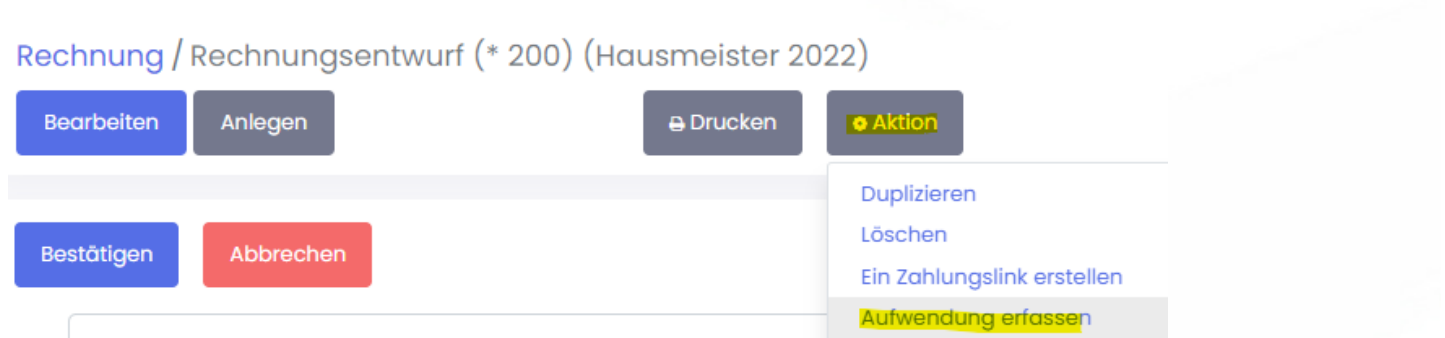 Rechnung / Rechnungsentwurf (* 200) (Hausmeister 2022)
Bearbeiten Anlegen Drucken Aktion
Duplizieren
Löschen
Bestätigen Abbrechen
Ein Zahlungslink erstellen
Aufwendung erfassen